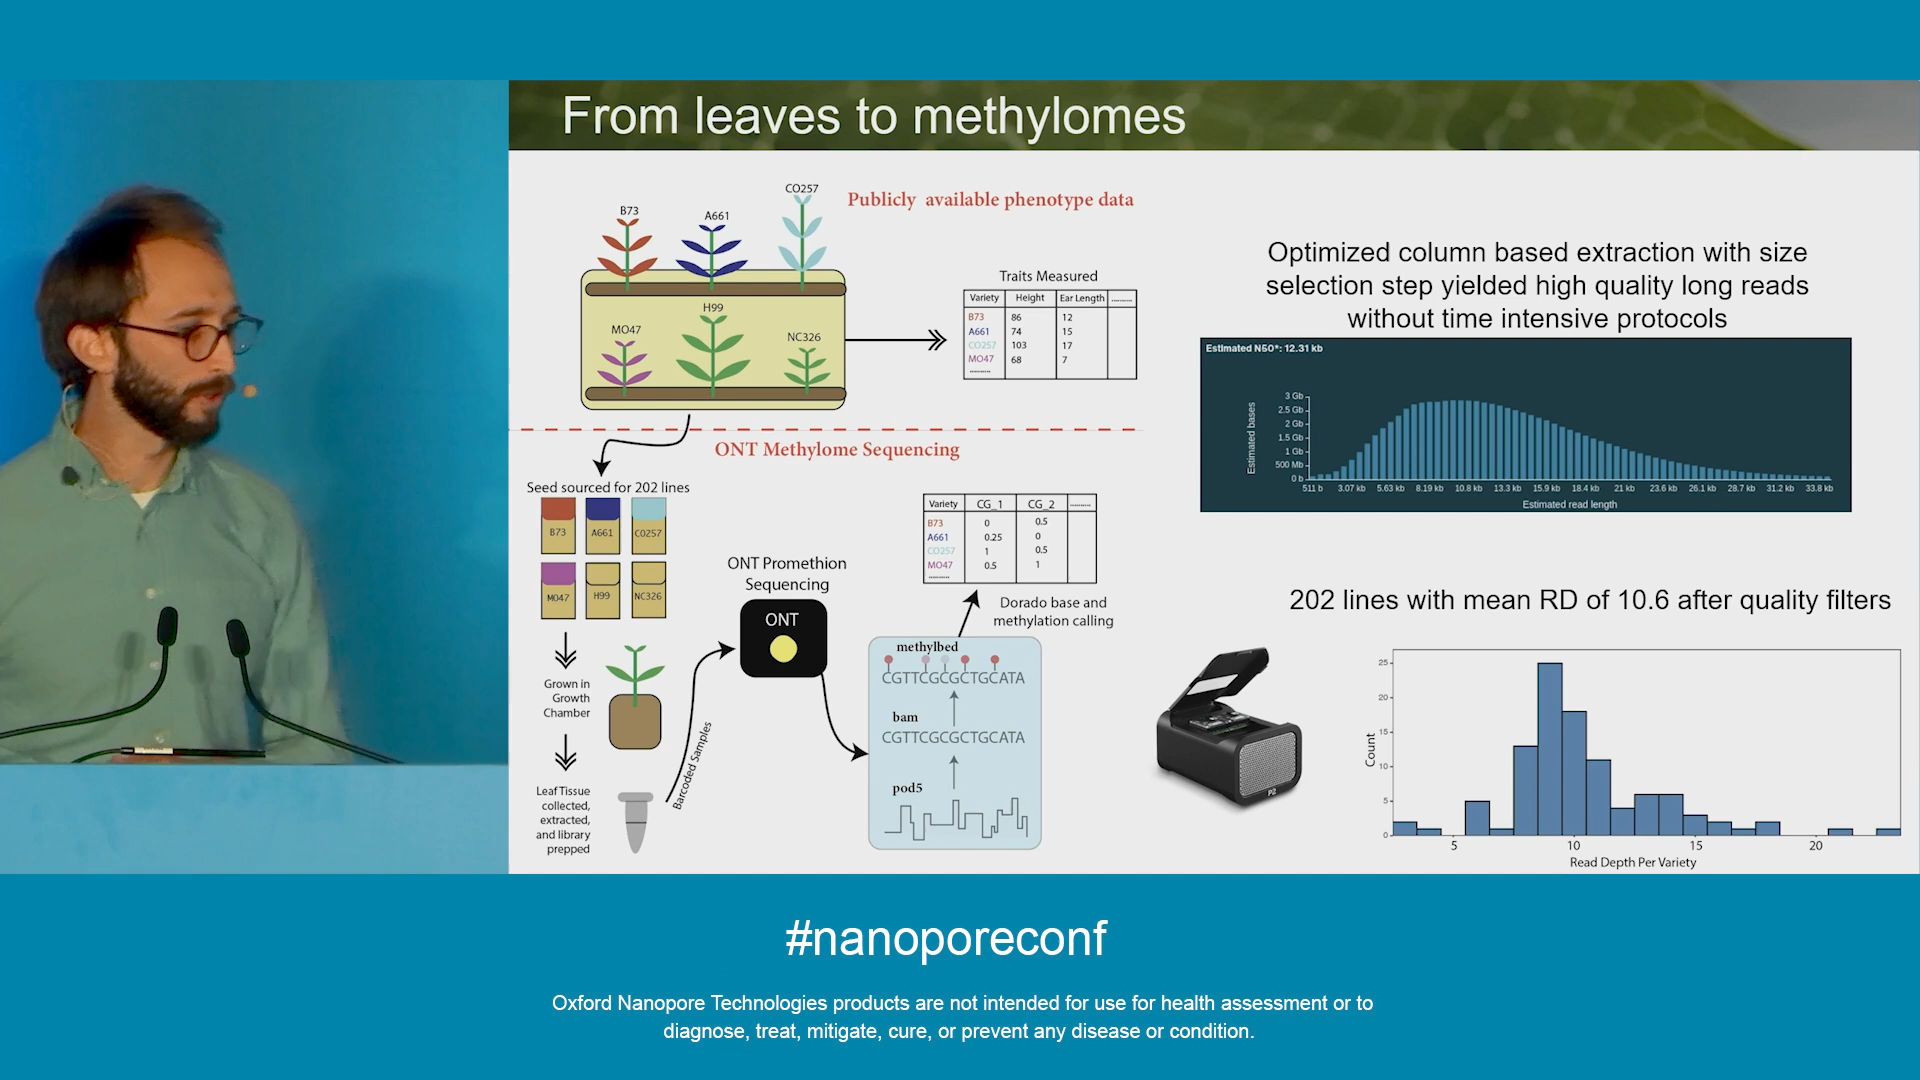 From leaves to methylomes
B73
A661
CO257
Publicly available phenotype data
MO47
H99
NC326
Traits Measured
Variety Height Ear Length ..........
B73 86 12
A661 74 15
CO257 103 17
MO47 68 7
..........
ONT Methylome Sequencing
Seed sourced for 202 lines
B73 A661 CO257
MO47 H99 NC326
Grown in
Growth
Chamber
Leaf Tissue
collected,
extracted,
and library
prepped
Barcoded Samples
ONT Promethion
Sequencing
ONT
Variety CG_1 CG_2 ..........
B73 0 0.5
A661 0.25 0
CO257 1 0.5
MO47 0.5 1
..........
Dorado base and
methylation calling
methylbed
CGTTCGCGCTGCATA
bam
CGTTCGCGCTGCATA
pod5
Optimized column based extraction with size
selection step yielded high quality long reads
without time intensive protocols
Estimated N50*: 12.31 kb
Estimated bases
3 Gb
2.5 Gb
2 Gb
1.5 Gb
1 Gb
500 Mb
0 b
511 b 3.07 kb 5.63 kb 8.19 kb 10.8 kb 13.3 kb 15.9 kb 18.4 kb 21 kb 23.6 kb 26.1 kb 28.7 kb 31.2 kb 33.8 kb
Estimated read length
202 lines with mean RD of 10.6 after quality filters
P2
Count
25
20
15
10
5
0
5 10 15 20
Read Depth Per Variety
#nanoporeconf
Oxford Nanopore Technologies products are not intended for use for health assessment or to
diagnose, treat, mitigate, cure, or prevent any disease or condition.